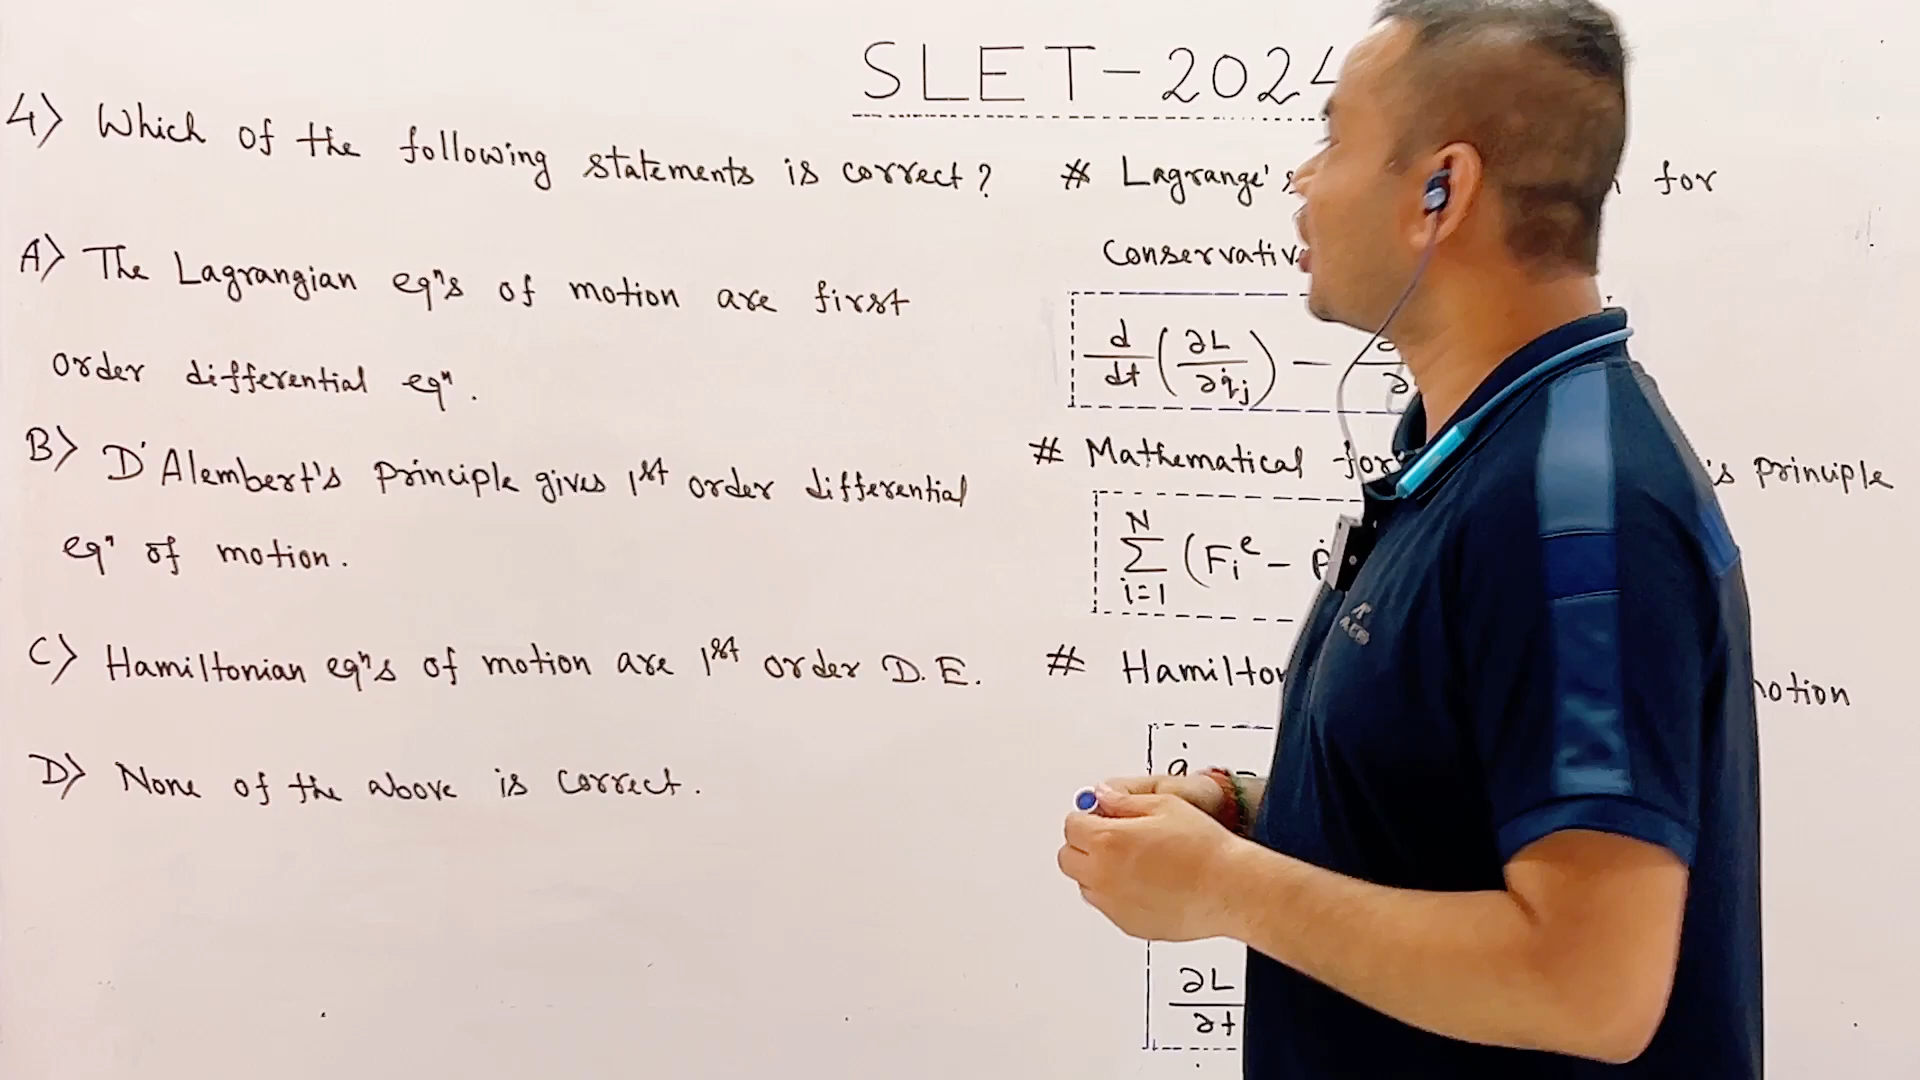 SLET-2024
4) Which of the following statements is correct?
A) The Lagrangian eqⁿs of motion are first
order differential eqⁿ.
B) D'Alembert's Principle gives 1st order differential
eqⁿ of motion.
C) Hamiltonian eqⁿs of motion are 1st order D.E.
D) None of the above is correct.
# Lagrange's for
Conservative
d/dt (∂L/∂q̇j) - ∂
# Mathematical for principle
N
Σ (Fᵢᵉ -
i=1
# Hamilton motion
∂L/∂t